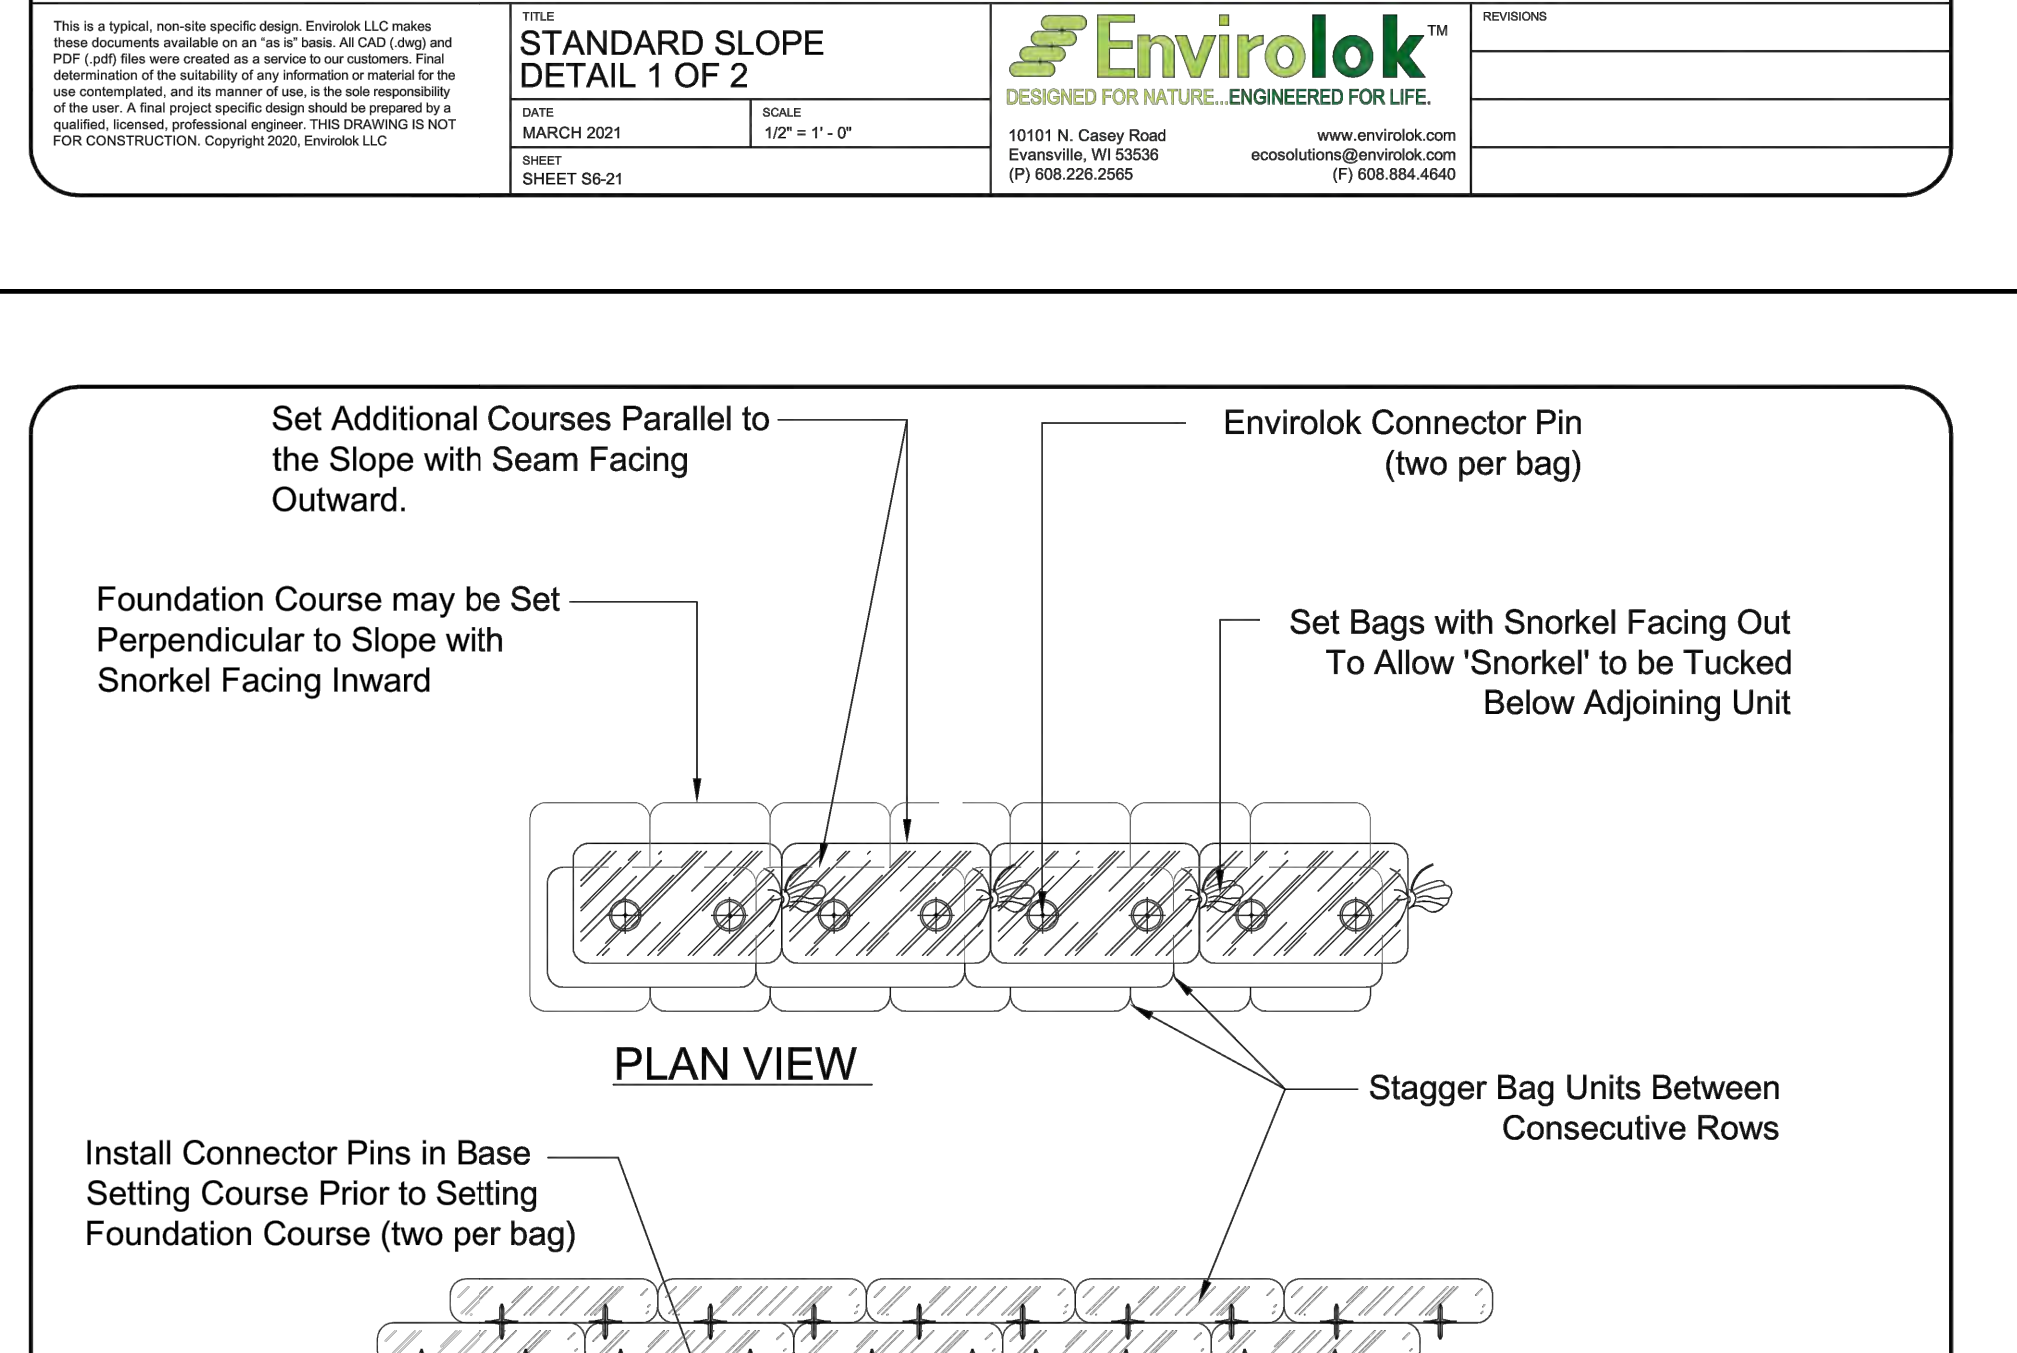 This is a typical, non-site specific design. Envirolok LLC makes
these documents available on an “as is” basis. All CAD (.dwg) and
PDF (.pdf) files were created as a service to our customers. Final
determination of the suitability of any information or material for the
use contemplated, and its manner of use, is the sole responsibility
of the user. A final project specific design should be prepared by a
qualified, licensed, professional engineer. THIS DRAWING IS NOT
FOR CONSTRUCTION. Copyright 2020, Envirolok LLC
TITLE
STANDARD SLOPE
DETAIL 1 OF 2
DATE
MARCH 2021
SCALE
1/2" = 1' - 0"
SHEET
SHEET S6-21
Envirolok™
DESIGNED FOR NATURE...ENGINEERED FOR LIFE.
10101 N. Casey Road
Evansville, WI 53536
(P) 608.226.2565
www.envirolok.com
ecosolutions@envirolok.com
(F) 608.884.4640
REVISIONS
Set Additional Courses Parallel to
the Slope with Seam Facing
Outward.
Envirolok Connector Pin
(two per bag)
Foundation Course may be Set
Perpendicular to Slope with
Snorkel Facing Inward
Set Bags with Snorkel Facing Out
To Allow 'Snorkel' to be Tucked
Below Adjoining Unit
PLAN VIEW
Stagger Bag Units Between
Consecutive Rows
Install Connector Pins in Base
Setting Course Prior to Setting
Foundation Course (two per bag)